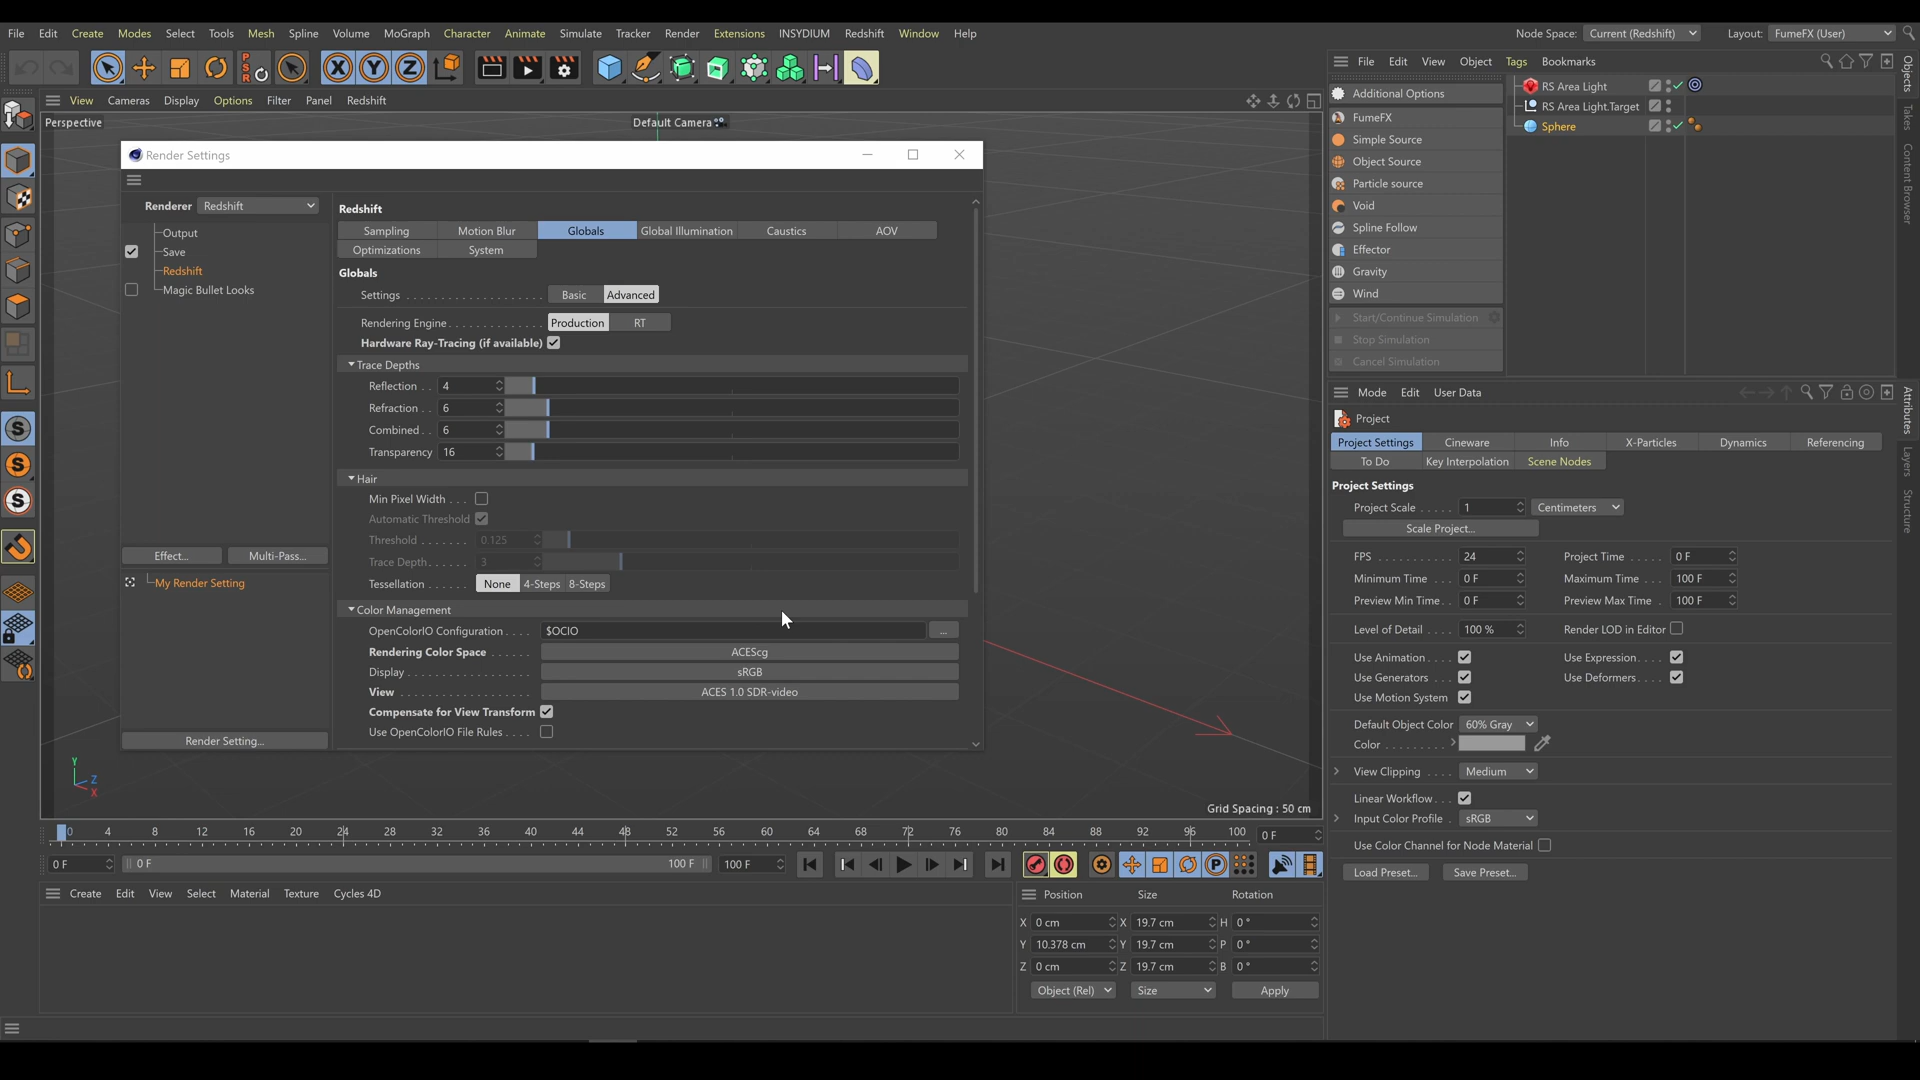 File Edit Create Modes Select Tools Mesh Spline Volume MoGraph Character Animate Simulate Tracker Render Extensions INSYDIUM Redshift Window Help
Node Space: Current (Redshift) Layout: FumeFX (User)
P S R
X Y Z
View Cameras Display Options Filter Panel Redshift
Perspective
Default Camera
Render Settings
Renderer Redshift
Output
Save
Redshift
Magic Bullet Looks
Effect... Multi-Pass...
My Render Setting
Render Setting...
Redshift
Sampling Motion Blur Globals Global Illumination Caustics AOV
Optimizations System
Globals
Settings Basic Advanced
Rendering Engine Production RT
Hardware Ray-Tracing (if available)
Trace Depths
Reflection 4
Refraction 6
Combined 6
Transparency 16
Hair
Min Pixel Width
Automatic Threshold
Threshold 0.125
Trace Depth 3
Tessellation None 4-Steps 8-Steps
Color Management
OpenColorIO Configuration $OCIO ...
Rendering Color Space ACEScg
Display sRGB
View ACES 1.0 SDR-video
Compensate for View Transform
Use OpenColorIO File Rules
Y
Z
X
Grid Spacing : 50 cm
0 4 8 12 16 20 24 28 32 36 40 44 48 52 56 60 64 68 72 76 80 84 88 92 96 100 0 F
0 F 0 F 100 F 100 F
P
Create Edit View Select Material Texture Cycles 4D
Position Size Rotation
X 0 cm X 19.7 cm H 0 °
Y 10.378 cm Y 19.7 cm P 0 °
Z 0 cm Z 19.7 cm B 0 °
Object (Rel) Size Apply
File Edit View Object Tags Bookmarks
Additional Options
FumeFX
Simple Source
Object Source
Particle source
Void
Spline Follow
Effector
Gravity
Wind
Start/Continue Simulation
Stop Simulation
Cancel Simulation
RS Area Light
RS Area Light.Target
Sphere
Objects
Takes
Content Browser
Mode Edit User Data
Project
Project Settings Cineware Info X-Particles Dynamics Referencing
To Do Key Interpolation Scene Nodes
Project Settings
Project Scale 1 Centimeters
Scale Project...
FPS 24 Project Time 0 F
Minimum Time 0 F Maximum Time 100 F
Preview Min Time 0 F Preview Max Time 100 F
Level of Detail 100 % Render LOD in Editor
Use Animation Use Expression
Use Generators Use Deformers
Use Motion System
Default Object Color 60% Gray
Color
View Clipping Medium
Linear Workflow
Input Color Profile sRGB
Use Color Channel for Node Material
Load Preset... Save Preset...
Attributes
Layers
Structure
S
S
S